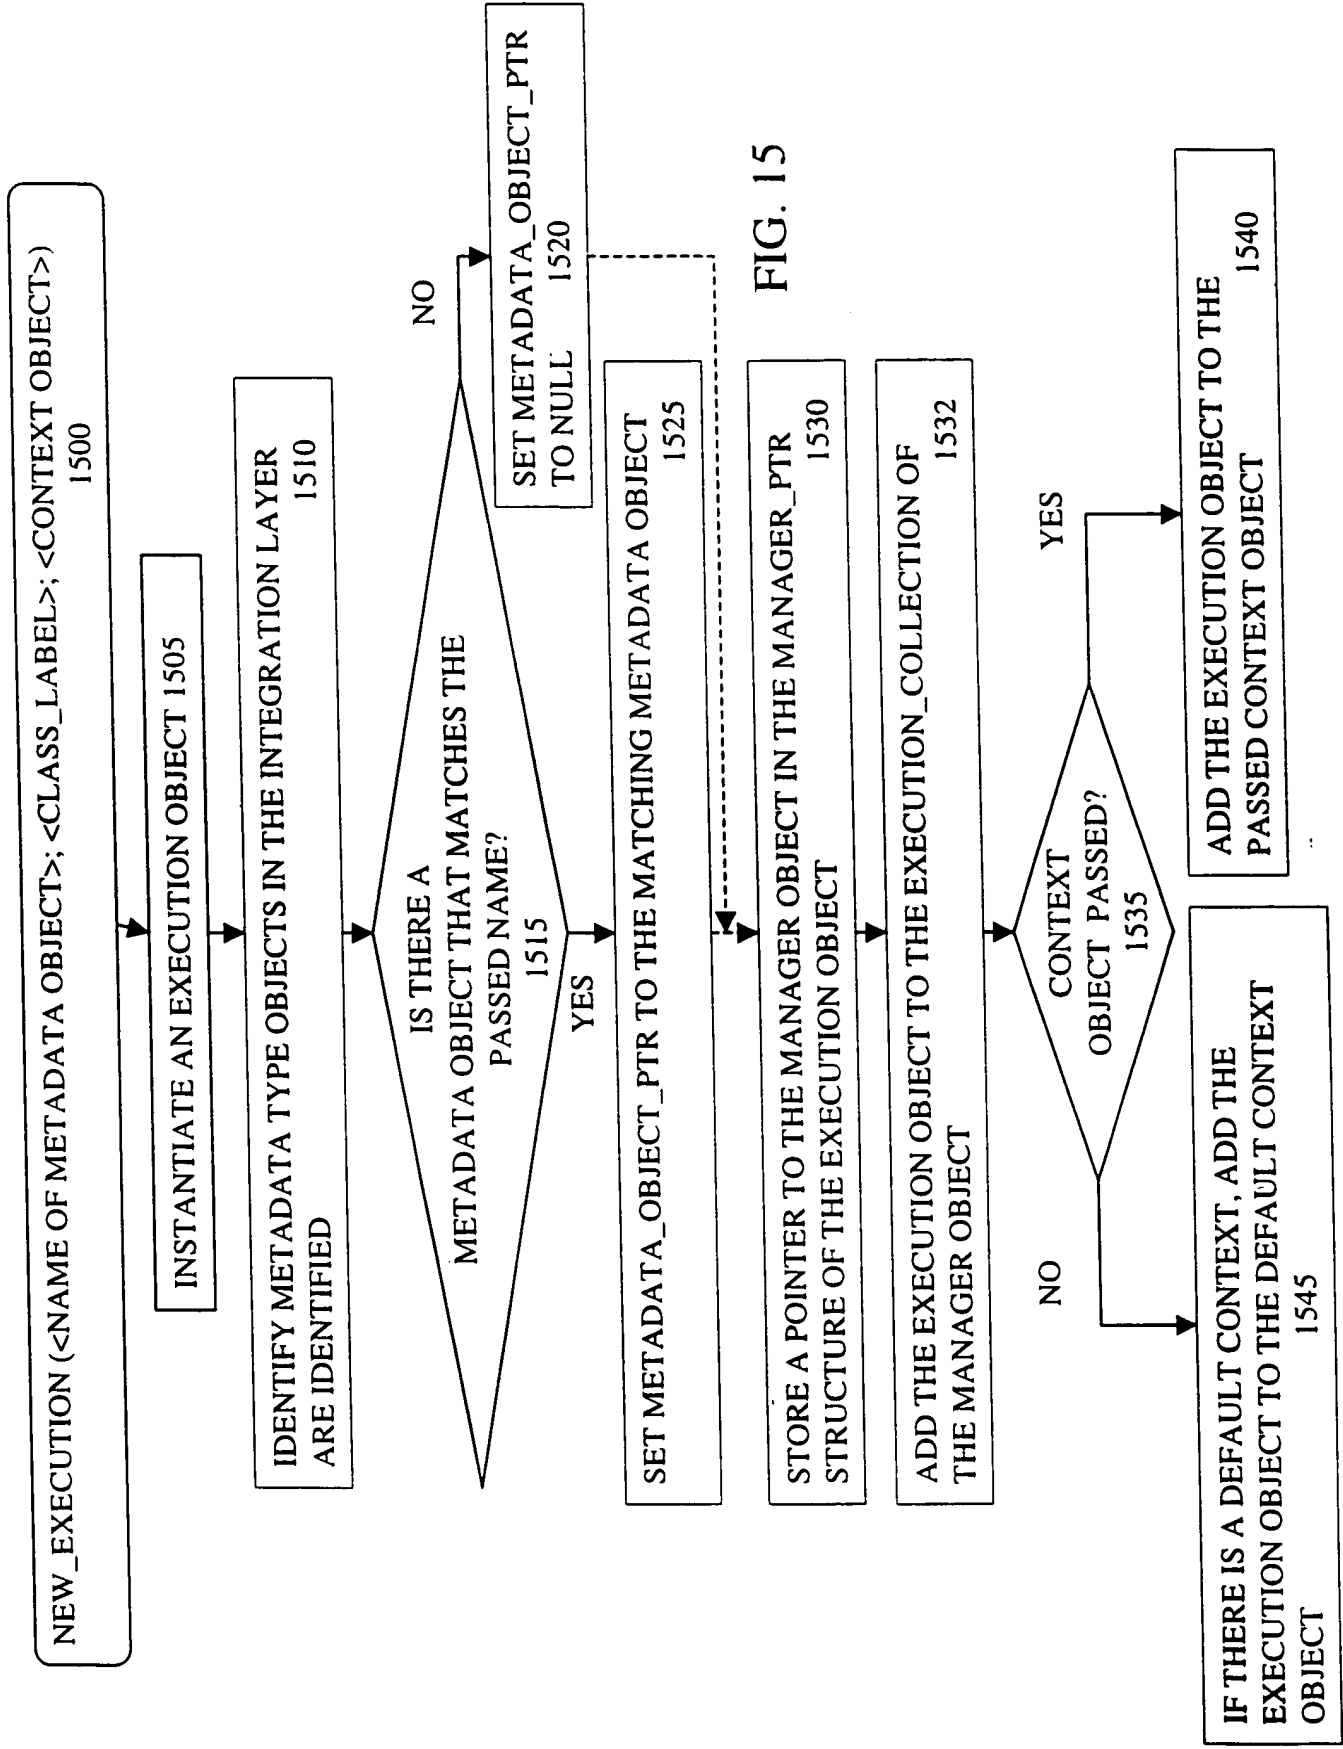 NEW_EXECUTION (<NAME OF METADATA OBJECT>; <CLASS_LABEL>; <CONTEXT OBJECT>)
1500
INSTANTIATE AN EXECUTION OBJECT 1505
IDENTIFY METADATA TYPE OBJECTS IN THE INTEGRATION LAYER
ARE IDENTIFIED 1510
IS THERE A
METADATA OBJECT THAT MATCHES THE
PASSED NAME?
1515
NO
SET METADATA_OBJECT_PTR
TO NULL 1520
YES
SET METADATA_OBJECT_PTR TO THE MATCHING METADATA OBJECT
1525
STORE A POINTER TO THE MANAGER OBJECT IN THE MANAGER_PTR
STRUCTURE OF THE EXECUTION OBJECT 1530
ADD THE EXECUTION OBJECT TO THE EXECUTION_COLLECTION OF
THE MANAGER OBJECT 1532
CONTEXT
OBJECT PASSED?
1535
NO
YES
IF THERE IS A DEFAULT CONTEXT, ADD THE
EXECUTION OBJECT TO THE DEFAULT CONTEXT
OBJECT 1545
ADD THE EXECUTION OBJECT TO THE
PASSED CONTEXT OBJECT 1540
FIG. 15